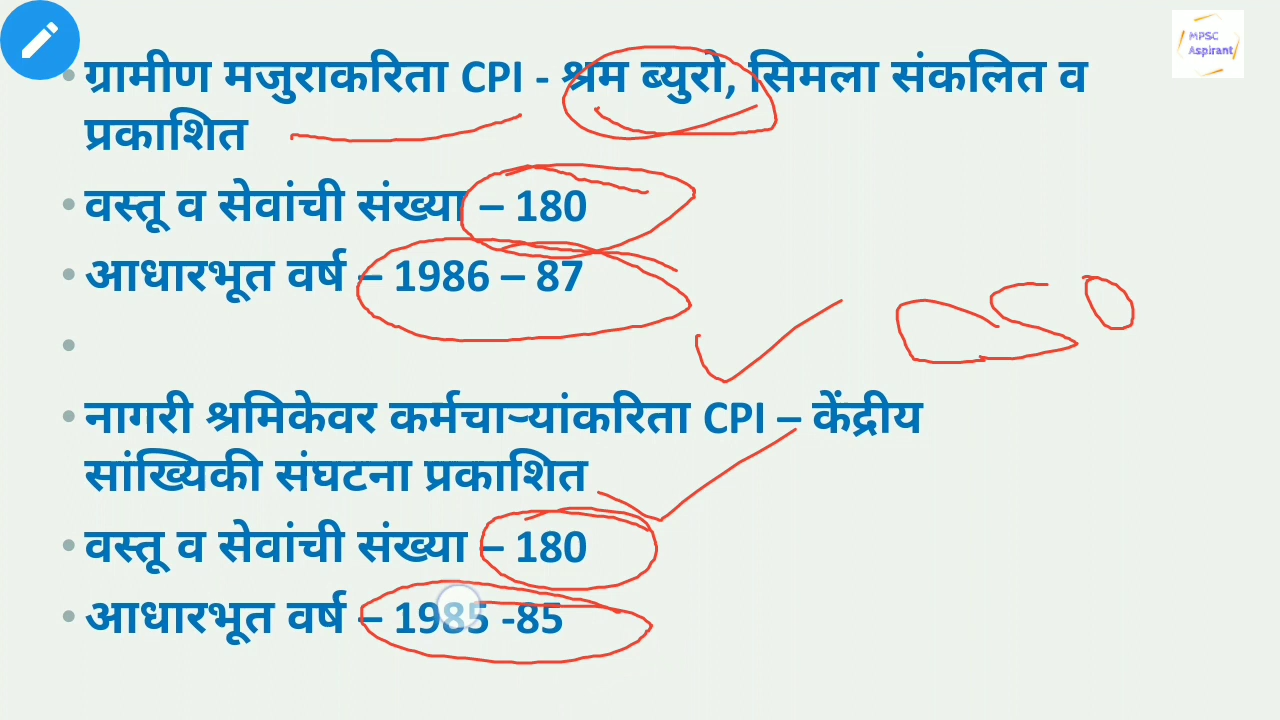 MPSC
Aspirant
ग्रामीण मजुराकरिता CPI - श्रम ब्युरो, सिमला संकलित व
प्रकाशित
वस्तू व सेवांची संख्या – 180
आधारभूत वर्ष – 1986 – 87
CSO
नागरी श्रमिकेवर कर्मचाऱ्यांकरिता CPI – केंद्रीय
सांख्यिकी संघटना प्रकाशित
वस्तू व सेवांची संख्या – 180
आधारभूत वर्ष – 1985 -85